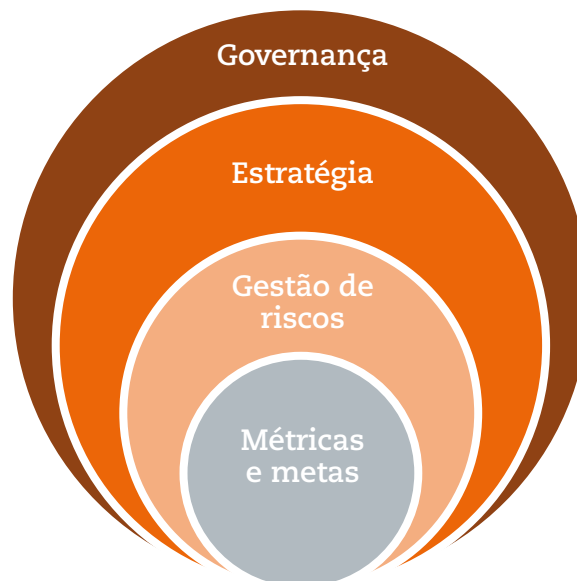 Governança
Estratégia
Gestão de
riscos
Métricas
e metas